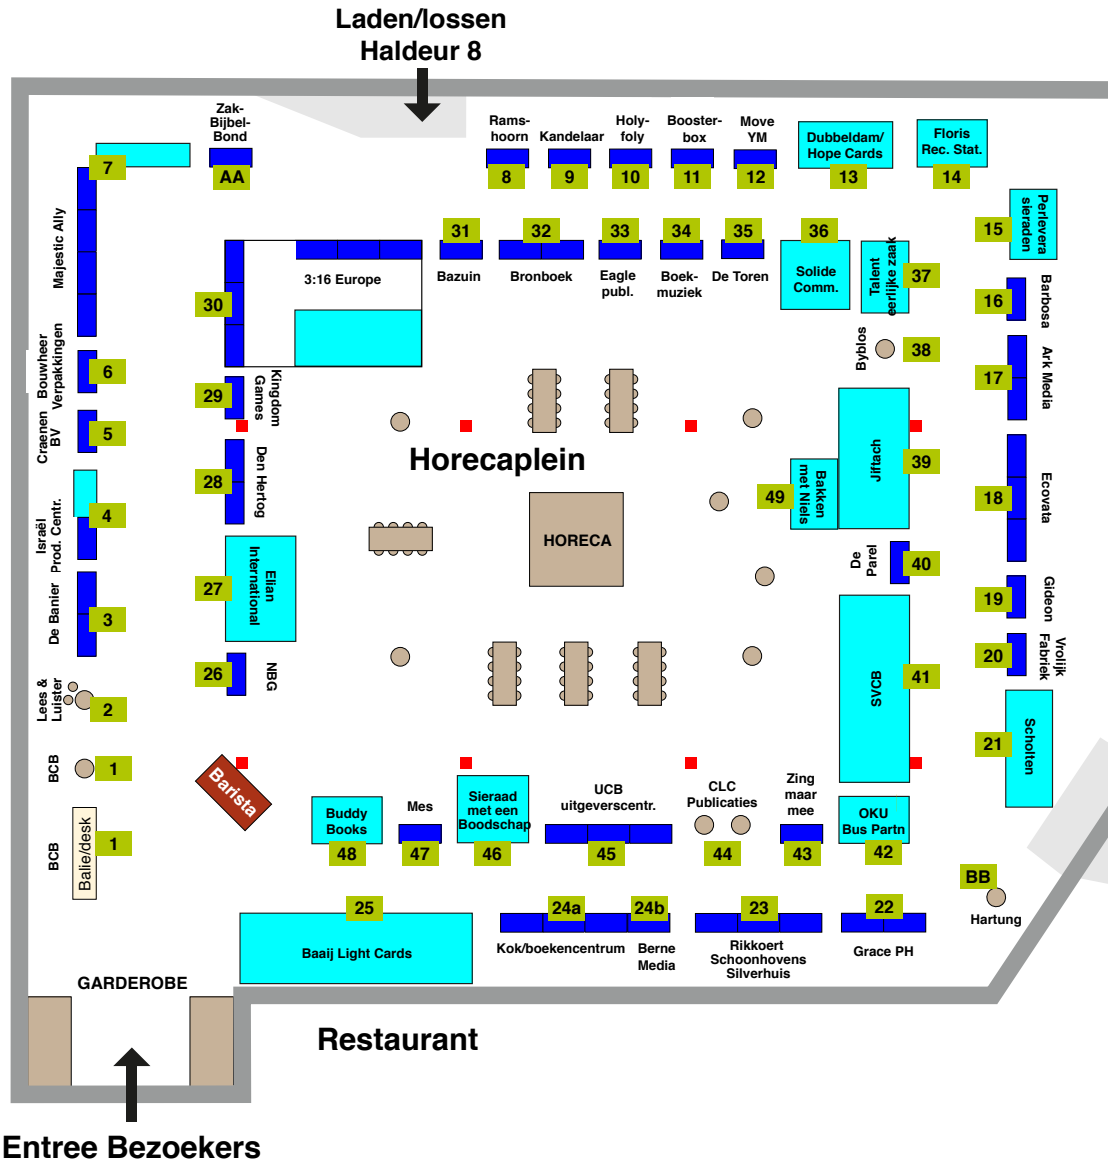 Laden/lossen
Haldeur 8
Zak-
Bijbel-
Bond
AA
7
Majestic Ally
Rams-
hoorn
8
Kandelaar
9
Holy-
foly
10
Booster-
box
11
Move
YM
12
Dubbeldam/
Hope Cards
13
Floris
Rec. Stat.
14
15
Perlevera
sieraden
16
Barbosa
17
Ark Media
18
Ecovata
19
Gideon
20
Vrolijk
Fabriek
21
Scholten
30
3:16 Europe
31
Bazuin
32
Bronboek
33
Eagle
publ.
34
Boek-
muziek
35
De Toren
36
Solide
Comm.
37
Talent
eerlijke zaak
38
Byblos
39
Jiftach
49
Bakken
met Niels
40
De
Parel
41
SVCB
6
Bouwheer
Verpakkingen
5
Craenen
BV
4
Israël
Prod. Centr.
3
De Banier
2
Lees &
Luister
1
BCB
1
BCB
Balie/desk
29
Kingdom
Games
28
Den Hertog
27
Elian
International
26
NBG
Barista
Horecaplein
HORECA
Buddy
Books
48
Mes
47
Sieraad
met een
Boodschap
46
UCB
uitgeverscentr.
45
CLC
Publicaties
44
Zing
maar
mee
43
OKU
Bus Partn
42
BB
Hartung
25
Baaij Light Cards
24a
Kok/boekencentrum
24b
Berne
Media
23
Rikkoert
Schoonhovens
Silverhuis
22
Grace PH
GARDEROBE
Restaurant
Entree Bezoekers